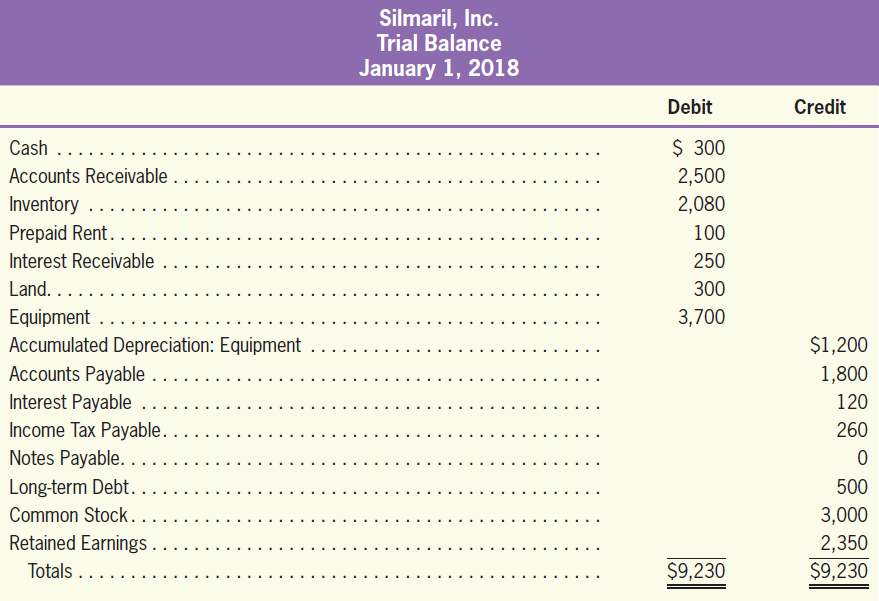 Silmaril, Inc.
Trial Balance
January 1, 2018
Debit Credit
Cash . . . . . . . . . . . . . . . . . . . . . . . . . . . . . . $ 300
Accounts Receivable . . . . . . . . . . . . . . . . . . . . 2,500
Inventory . . . . . . . . . . . . . . . . . . . . . . . . . . . 2,080
Prepaid Rent . . . . . . . . . . . . . . . . . . . . . . . . . 100
Interest Receivable . . . . . . . . . . . . . . . . . . . . . 250
Land. . . . . . . . . . . . . . . . . . . . . . . . . . . . . . . 300
Equipment . . . . . . . . . . . . . . . . . . . . . . . . . . 3,700
Accumulated Depreciation: Equipment . . . . . . . . . . $1,200
Accounts Payable . . . . . . . . . . . . . . . . . . . . . . 1,800
Interest Payable . . . . . . . . . . . . . . . . . . . . . . . 120
Income Tax Payable. . . . . . . . . . . . . . . . . . . . . . 260
Notes Payable. . . . . . . . . . . . . . . . . . . . . . . . . 0
Long-term Debt . . . . . . . . . . . . . . . . . . . . . . . . 500
Common Stock . . . . . . . . . . . . . . . . . . . . . . . . 3,000
Retained Earnings . . . . . . . . . . . . . . . . . . . . . . 2,350
Totals . . . . . . . . . . . . . . . . . . . . . . . . . . . . . $9,230 $9,230